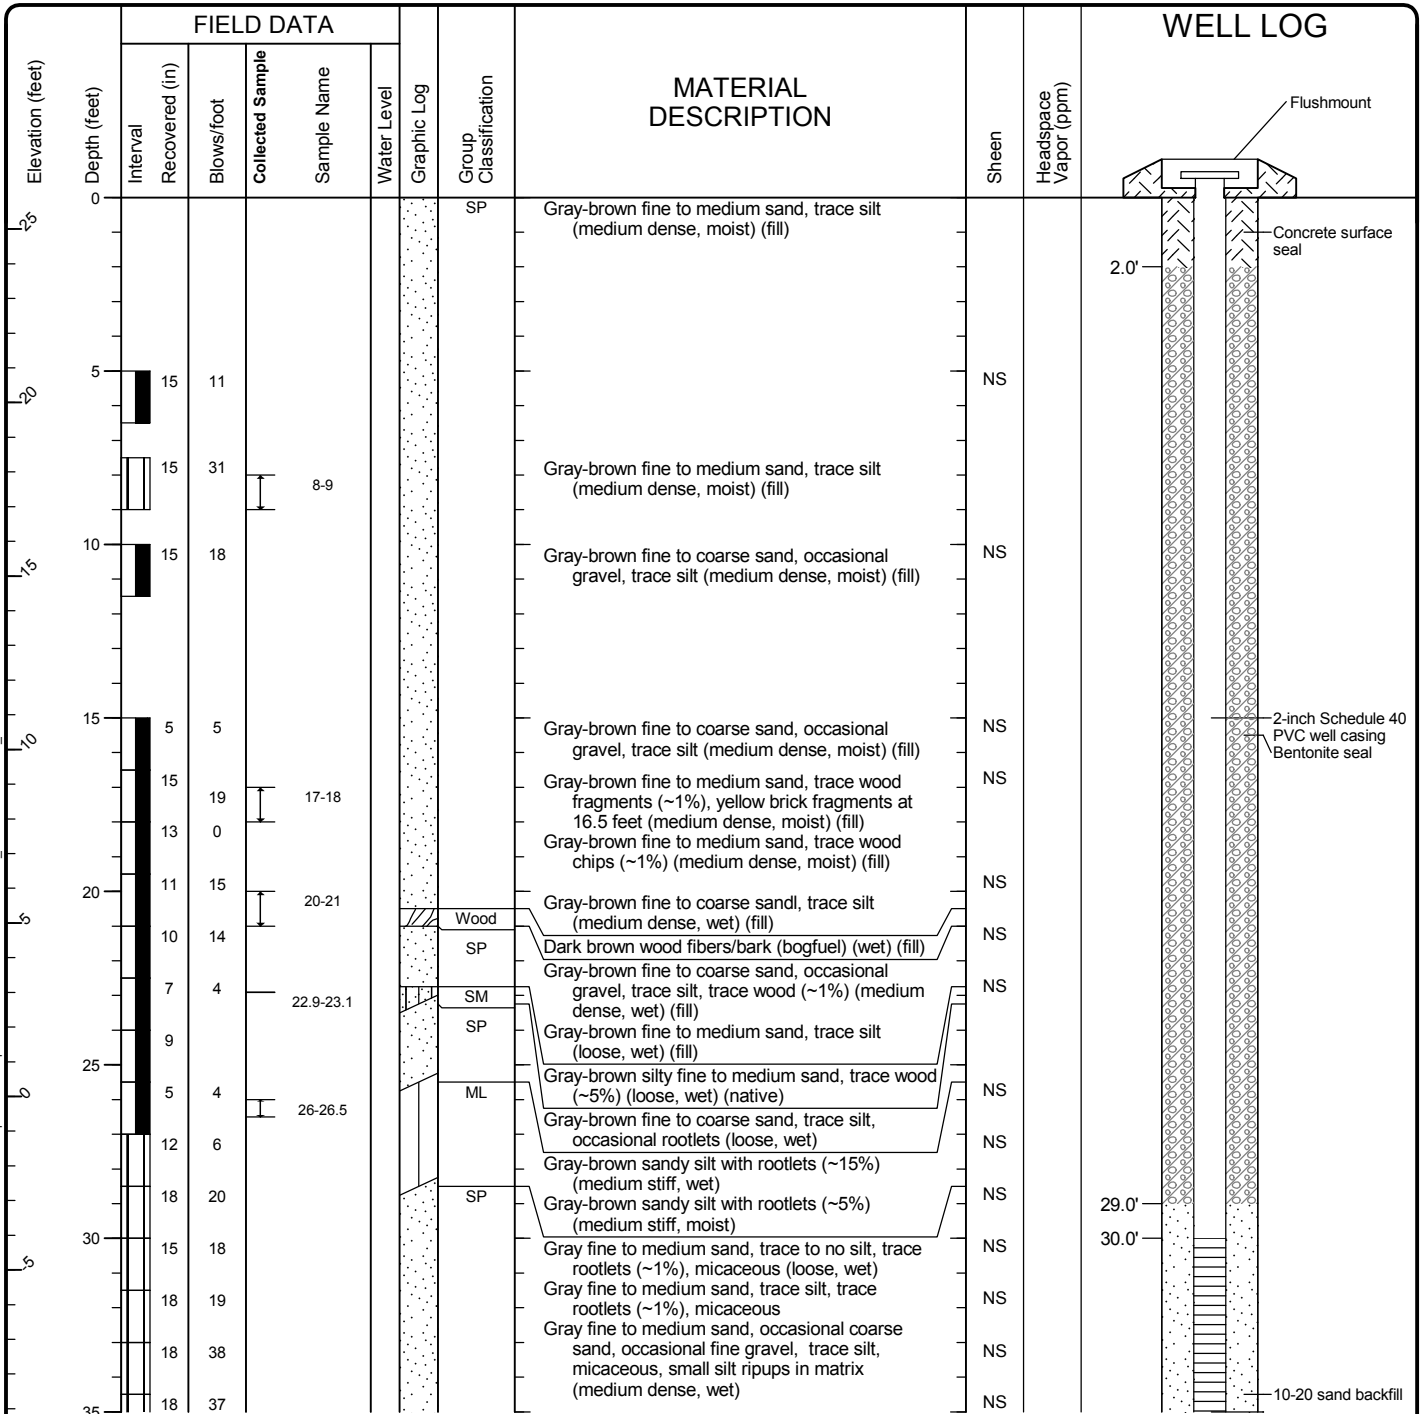 FIELD DATA
WELL LOG
Elevation (feet)
Depth (feet)
Interval
Recovered (in)
Blows/foot
Collected Sample
Sample Name
Water Level
Graphic Log
Group
Classification
MATERIAL
DESCRIPTION
Sheen
Headspace
Vapor (ppm)
Flushmount
0
SP
Gray-brown fine to medium sand, trace silt
(medium dense, moist) (fill)
25
Concrete surface
seal
2.0'
5
15 11
NS
20
15 31
8-9
Gray-brown fine to medium sand, trace silt
(medium dense, moist) (fill)
10
15 18
Gray-brown fine to coarse sand, occasional
gravel, trace silt (medium dense, moist) (fill)
NS
15
15
5 5
Gray-brown fine to coarse sand, occasional
gravel, trace silt (medium dense, moist) (fill)
NS
10
2-inch Schedule 40
PVC well casing
Bentonite seal
15
19
17-18
Gray-brown fine to medium sand, trace wood
fragments (~1%), yellow brick fragments at
16.5 feet (medium dense, moist) (fill)
NS
13 0
Gray-brown fine to medium sand, trace wood
chips (~1%) (medium dense, moist) (fill)
20
11 15
20-21
NS
Gray-brown fine to coarse sandl, trace silt
(medium dense, wet) (fill)
5
Wood
10 14
SP
Dark brown wood fibers/bark (bogfuel) (wet) (fill)
NS
Gray-brown fine to coarse sand, occasional
gravel, trace silt, trace wood (~1%) (medium
dense, wet) (fill)
7 4
22.9-23.1
SM
NS
SP
Gray-brown fine to medium sand, trace silt
(loose, wet) (fill)
9
25
Gray-brown silty fine to medium sand, trace wood
(~5%) (loose, wet) (native)
0
5 4
26-26.5
ML
NS
Gray-brown fine to coarse sand, trace silt,
occasional rootlets (loose, wet)
12 6
NS
Gray-brown sandy silt with rootlets (~15%)
(medium stiff, wet)
18 20
SP
NS
Gray-brown sandy silt with rootlets (~5%)
(medium stiff, moist)
29.0'
30
30.0'
15 18
Gray fine to medium sand, trace to no silt, trace
rootlets (~1%), micaceous (loose, wet)
NS
-5
18 19
Gray fine to medium sand, trace silt, trace
rootlets (~1%), micaceous
NS
18 38
Gray fine to medium sand, occasional coarse
sand, occasional fine gravel, trace silt,
micaceous, small silt ripups in matrix
(medium dense, wet)
NS
18 37
NS
10-20 sand backfill
35